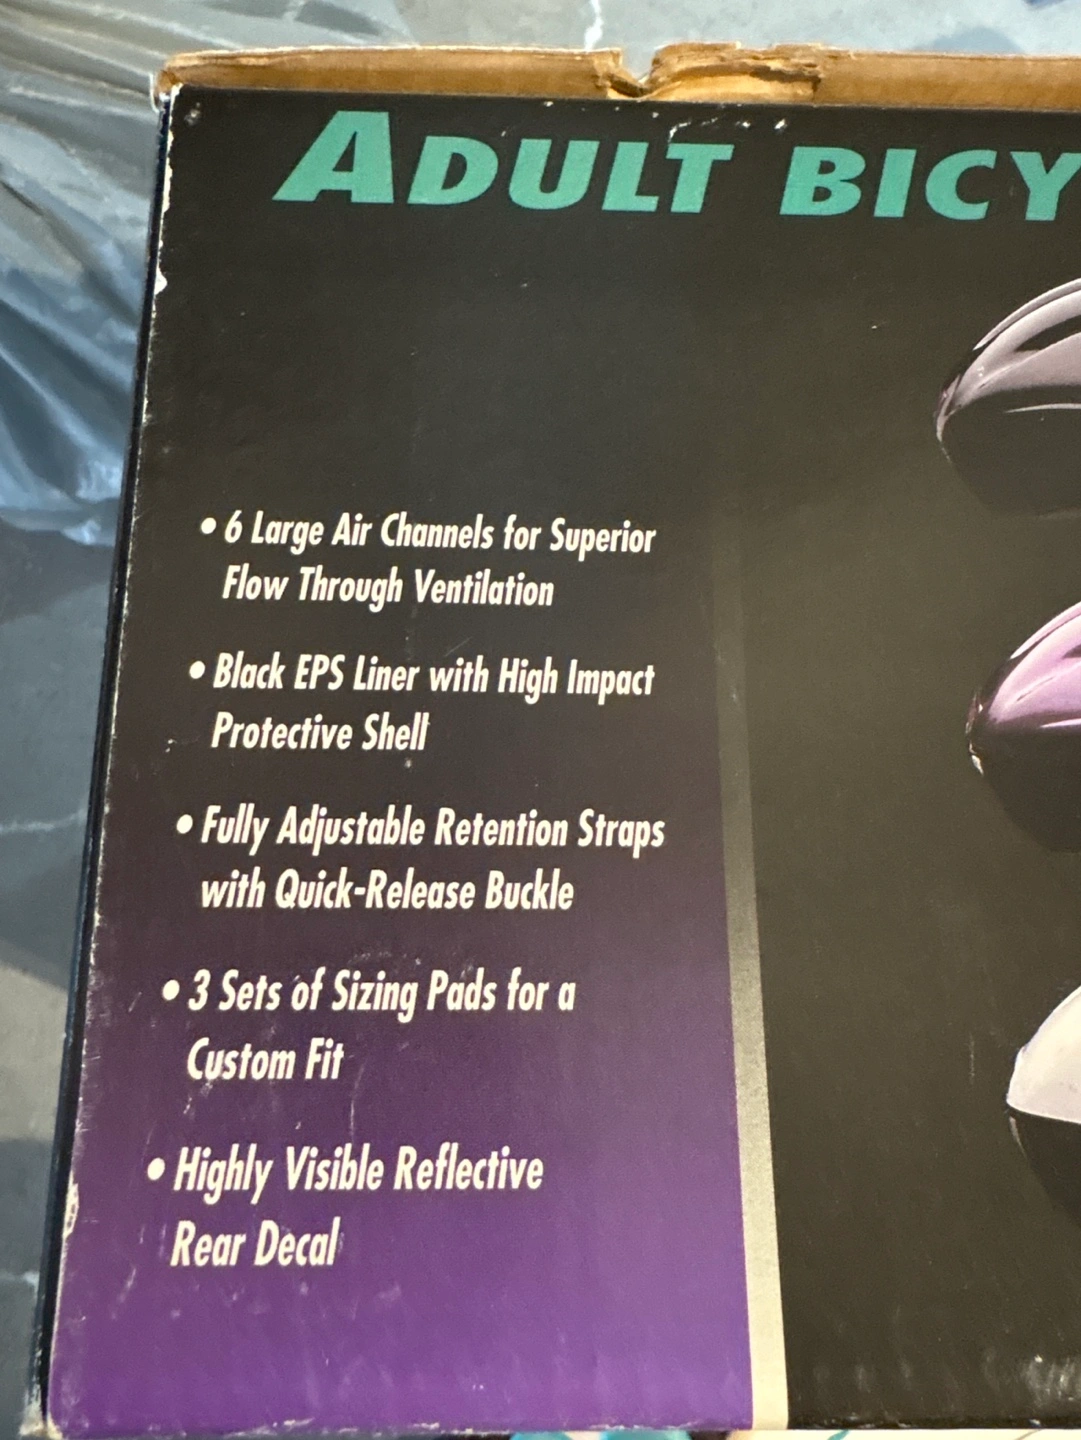 ADULT BICY
• 6 Large Air Channels for Superior
Flow Through Ventilation
• Black EPS Liner with High Impact
Protective Shell
• Fully Adjustable Retention Straps
with Quick-Release Buckle
• 3 Sets of Sizing Pads for a
Custom Fit
• Highly Visible Reflective
Rear Decal